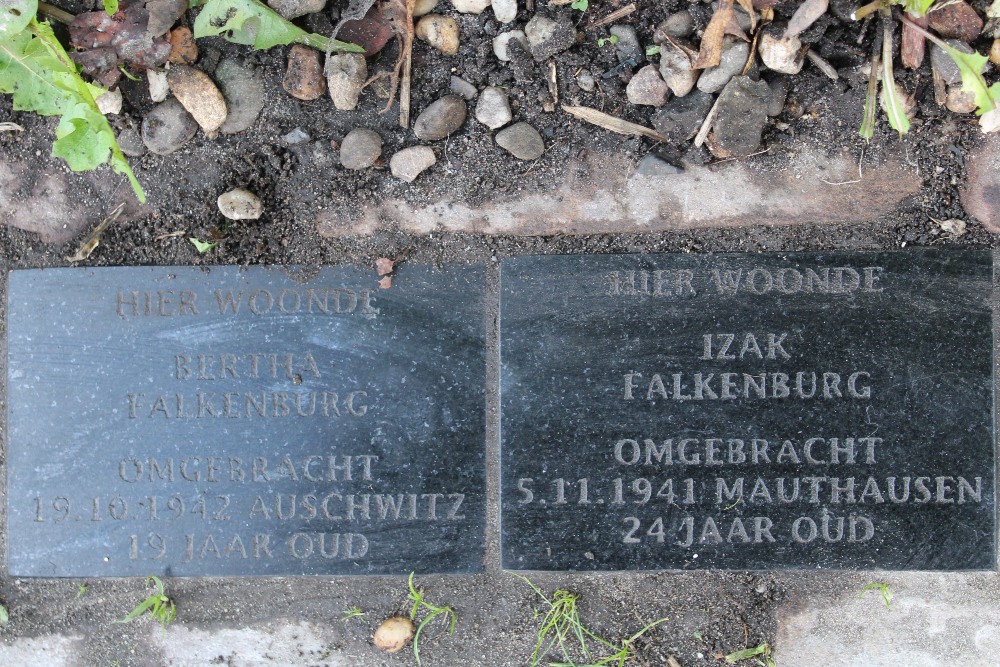 HIER WOONDE
BERTHA
FALKENBURG
OMGEBRACHT
19.10.1942 AUSCHWITZ
19 JAAR OUD
HIER WOONDE
IZAK
FALKENBURG
OMGEBRACHT
5.11.1941 MAUTHAUSEN
24 JAAR OUD